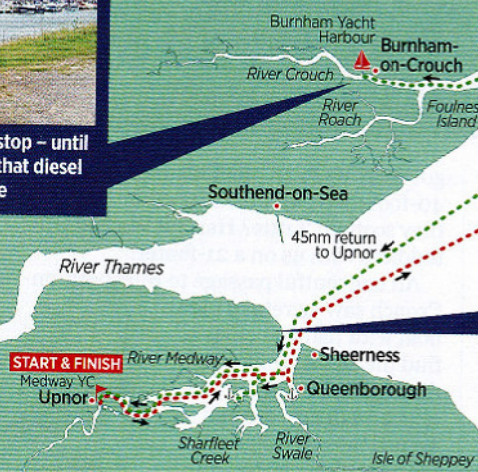 Burnham Yacht
Harbour
Burnham-
on-Crouch
River Crouch
River
Roach
Foulnes
Island
stop – until
that diesel
e
Southend-on-Sea
45nm return
to Upnor
River Thames
START & FINISH
River Medway
Medway YC
Upnor
Sheerness
Queenborough
Sharfleet
Creek
River
Swale
Isle of Sheppey